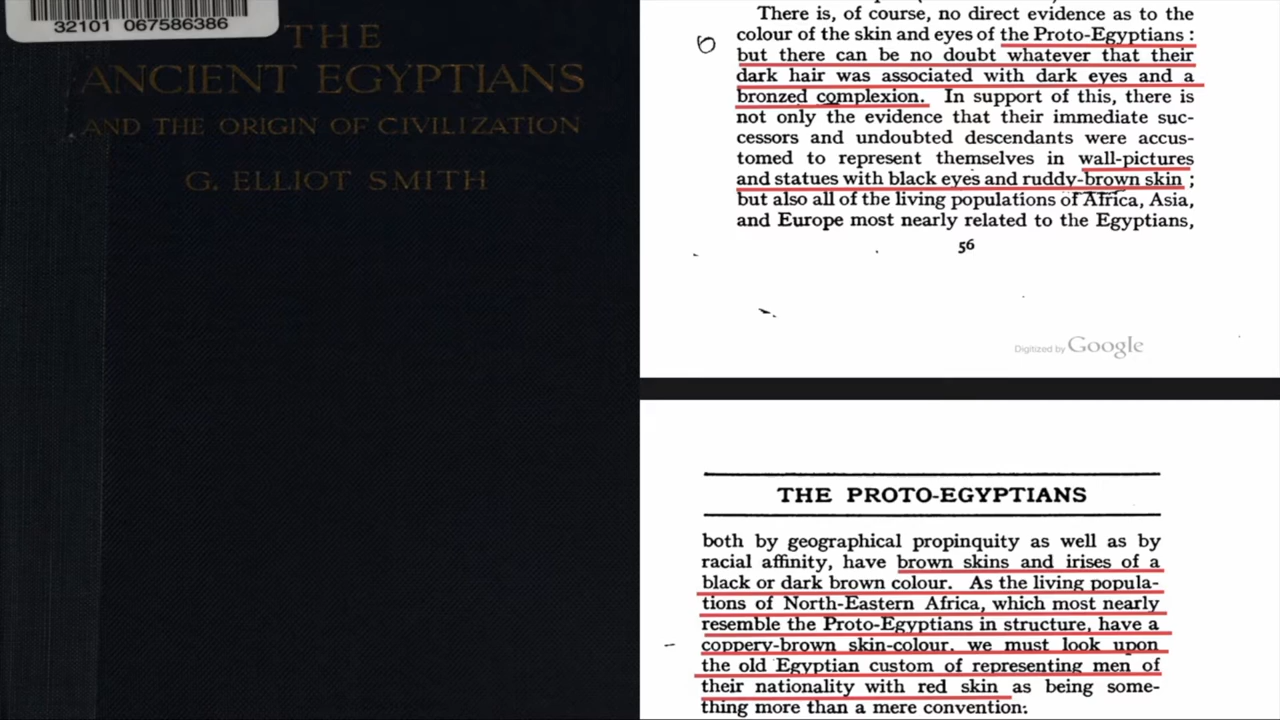 32101 067586386
THE
ANCIENT EGYPTIANS
AND THE ORIGIN OF CIVILIZATION
G. ELLIOT SMITH
There is, of course, no direct evidence as to the
colour of the skin and eyes of the Proto-Egyptians :
but there can be no doubt whatever that their
dark hair was associated with dark eyes and a
bronzed complexion. In support of this, there is
not only the evidence that their immediate suc-
cessors and undoubted descendants were accus-
tomed to represent themselves in wall-pictures
and statues with black eyes and ruddy-brown skin ;
but also all of the living populations of Africa, Asia,
and Europe most nearly related to the Egyptians,
56
Digitized by Google
THE PROTO-EGYPTIANS
both by geographical propinquity as well as by
racial affinity, have brown skins and irises of a
black or dark brown colour. As the living popula-
tions of North-Eastern Africa, which most nearly
resemble the Proto-Egyptians in structure, have a
coppery-brown skin-colour, we must look upon
the old Egyptian custom of representing men of
their nationality with red skin as being some-
thing more than a mere convention: